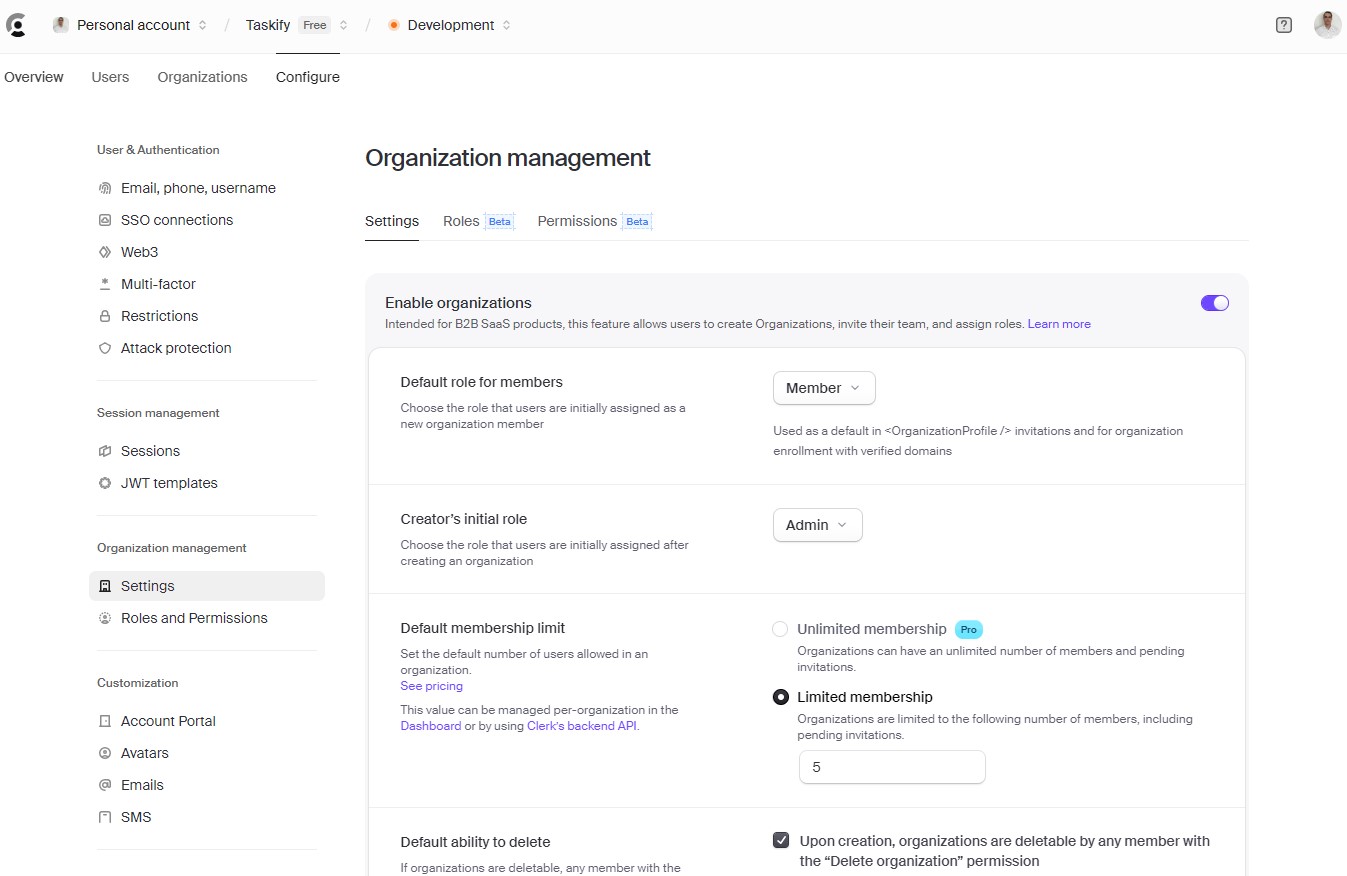 Personal account / Taskify Free / Development ?
Overview Users Organizations Configure
User & Authentication
Email, phone, username
SSO connections
Web3
Multi-factor
Restrictions
Attack protection
Session management
Sessions
JWT templates
Organization management
Settings
Roles and Permissions
Customization
Account Portal
Avatars
Emails
SMS
Organization management
Settings Roles Beta Permissions Beta
Enable organizations
Intended for B2B SaaS products, this feature allows users to create Organizations, invite their team, and assign roles. Learn more
Default role for members
Choose the role that users are initially assigned as a
new organization member
Member
Used as a default in <OrganizationProfile /> invitations and for organization
enrollment with verified domains
Creator’s initial role
Choose the role that users are initially assigned after
creating an organization
Admin
Default membership limit
Set the default number of users allowed in an
organization.
See pricing
This value can be managed per-organization in the
Dashboard or by using Clerk’s backend API.
Unlimited membership Pro
Organizations can have an unlimited number of members and pending
invitations.
Limited membership
Organizations are limited to the following number of members, including
pending invitations.
5
Default ability to delete
If organizations are deletable, any member with the
Upon creation, organizations are deletable by any member with
the “Delete organization” permission